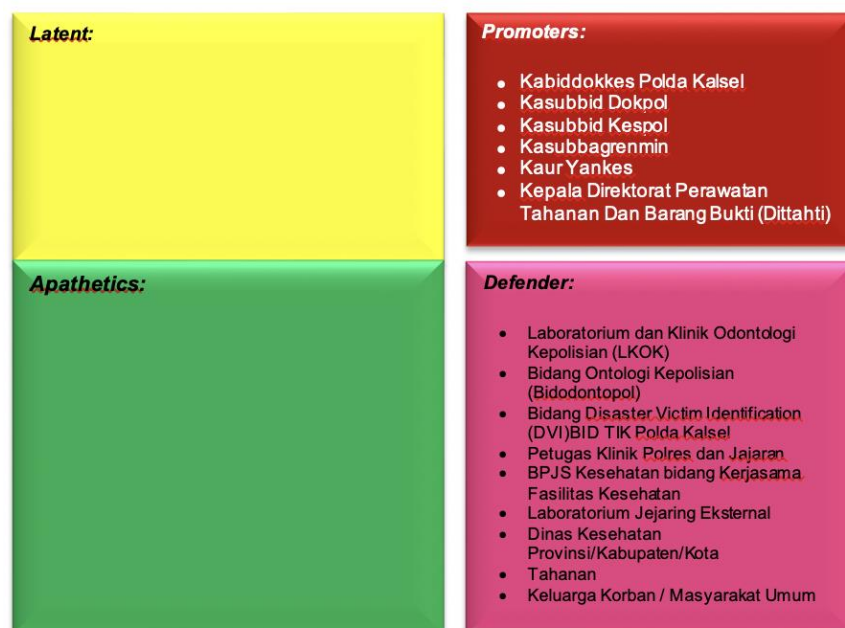 Latent:
Promoters:
• Kabiddokkes Polda Kalsel
• Kasubbid Dokpol
• Kasubbid Kespol
• Kasubbagrenmin
• Kaur Yankes
• Kepala Direktorat Perawatan
Tahanan Dan Barang Bukti (Dittahti)
Apathetics:
Defender:
• Laboratorium dan Klinik Odontologi
Kepolisian (LKOK)
• Bidang Ontologi Kepolisian
(Bidodontopol)
• Bidang Disaster Victim Identification
(DVI)BID TIK Polda Kalsel
• Petugas Klinik Polres dan Jajaran
• BPJS Kesehatan bidang Kerjasama
Fasilitas Kesehatan
• Laboratorium Jejaring Eksternal
• Dinas Kesehatan
Provinsi/Kabupaten/Kota
• Tahanan
• Keluarga Korban / Masyarakat Umum